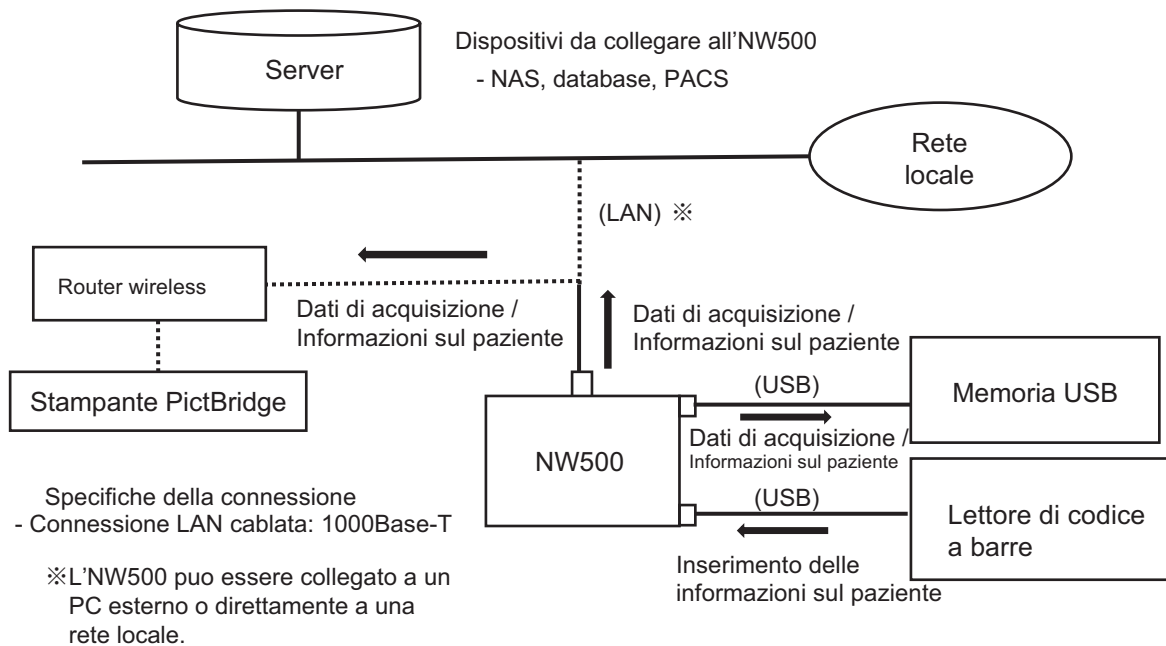 Server
Dispositivi da collegare all’NW500
- NAS, database, PACS
Rete
locale
(LAN) ※
Router wireless
Dati di acquisizione /
Informazioni sul paziente
Dati di acquisizione /
Informazioni sul paziente
Stampante PictBridge
(USB)
Memoria USB
NW500
Dati di acquisizione /
Informazioni sul paziente
Specifiche della connessione
- Connessione LAN cablata: 1000Base-T
(USB)
Lettore di codice
a barre
Inserimento delle
informazioni sul paziente
※L’NW500 puo essere collegato a un
PC esterno o direttamente a una
rete locale.